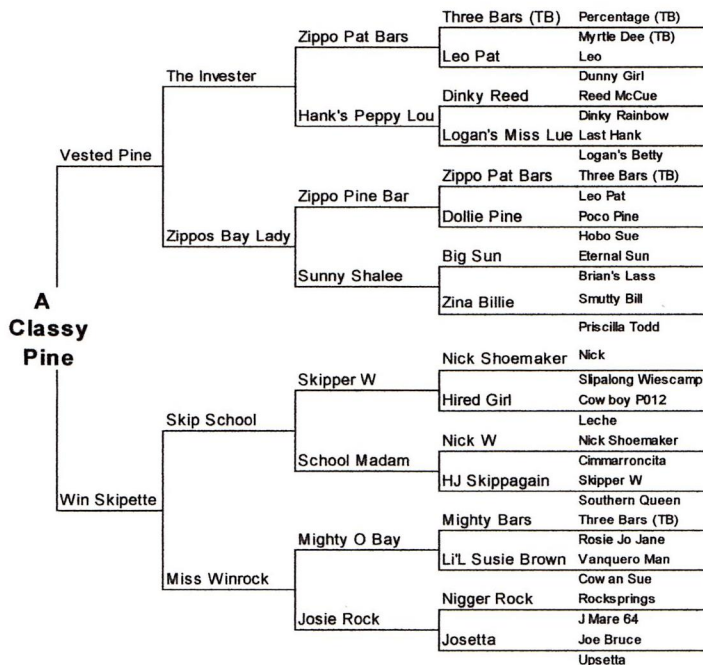 Three Bars (TB) Percentage (TB)
Zippo Pat Bars Myrtle Dee (TB)
Leo Pat Leo
The Invester Dunny Girl
Dinky Reed Reed McCue
Hank's Peppy Lou Dinky Rainbow
Logan's Miss Lue Last Hank
Vested Pine Logan's Betty
Zippo Pat Bars Three Bars (TB)
Zippo Pine Bar Leo Pat
Dollie Pine Poco Pine
Zippos Bay Lady Hobo Sue
Big Sun Eternal Sun
Sunny Shalee Brian's Lass
Zina Billie Smutty Bill
A
Classy Priscilla Todd
Pine
Nick Shoemaker Nick
Skipper W Slipalong Wiescamp
Hired Girl Cowboy P012
Skip School Leche
Nick W Nick Shoemaker
School Madam Cimmarroncita
HJ Skippagain Skipper W
Win Skipette Southern Queen
Mighty Bars Three Bars (TB)
Mighty O Bay Rosie Jo Jane
Li'L Susie Brown Vanquero Man
Miss Winrock Cow an Sue
Nigger Rock Rocksprings
Josie Rock J Mare 64
Josetta Joe Bruce
Upsetta